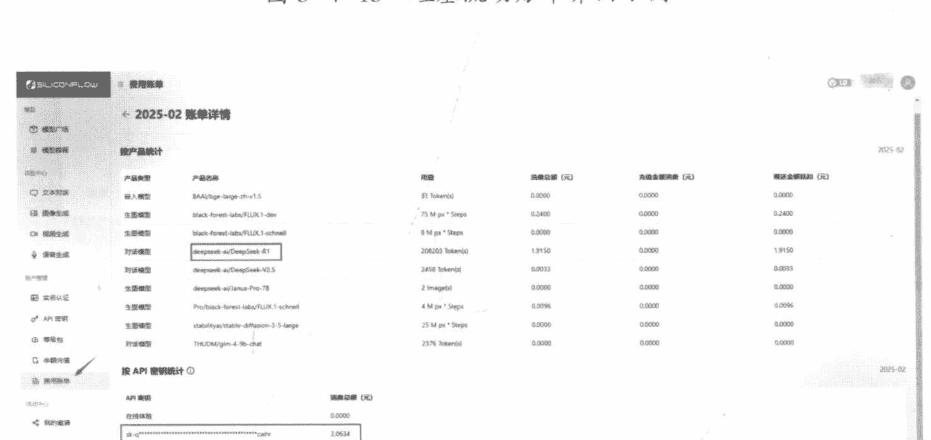 SILICONFLOW
费用账单
← 2025-02 账单详情
模型广场
按产品统计 2025-02
产品类型 产品名称 用量 消费总额（元） 充值金额消费（元） 赠送金额抵扣（元）
嵌入模型 BAAI/bge-large-zh-v1.5 31 Token(s) 0.0000 0.0000 0.0000
文本对话
图像生成
生图模型 black-forest-labs/FLUX.1-dev 75 M px * Steps 0.2400 0.0000 0.2400
视频生成
生图模型 black-forest-labs/FLUX.1-schnell M px * Steps 0.0000 0.0000 0.0000
语音生成
对话模型 deepseek-ai/DeepSeek-R1 208203 Token(s) 1.9150 0.0000 1.9150
对话模型 deepseek-ai/DeepSeek-V2.5 2458 Token(s) 0.0033 0.0000 0.0033
生图模型 deepseek-ai/Janus-Pro-7B 2 Image(s) 0.0000 0.0000 0.0000
实名认证
生图模型 Pro/black-forest-labs/FLUX.1-schnell 4 M px * Steps 0.0096 0.0000 0.0096
API 密钥
生图模型 stabilityai/stable-diffusion-3-5-large 25 M px * Steps 0.0000 0.0000 0.0000
对话模型 THUDM/glm-4-9b-chat 2376 Token(s) 0.0000 0.0000 0.0000
余额充值
按 API 密钥统计 2025-02
费用账单
API 密钥 消费总额（元）
在线体验 0.0000
我的邀请
2.0634